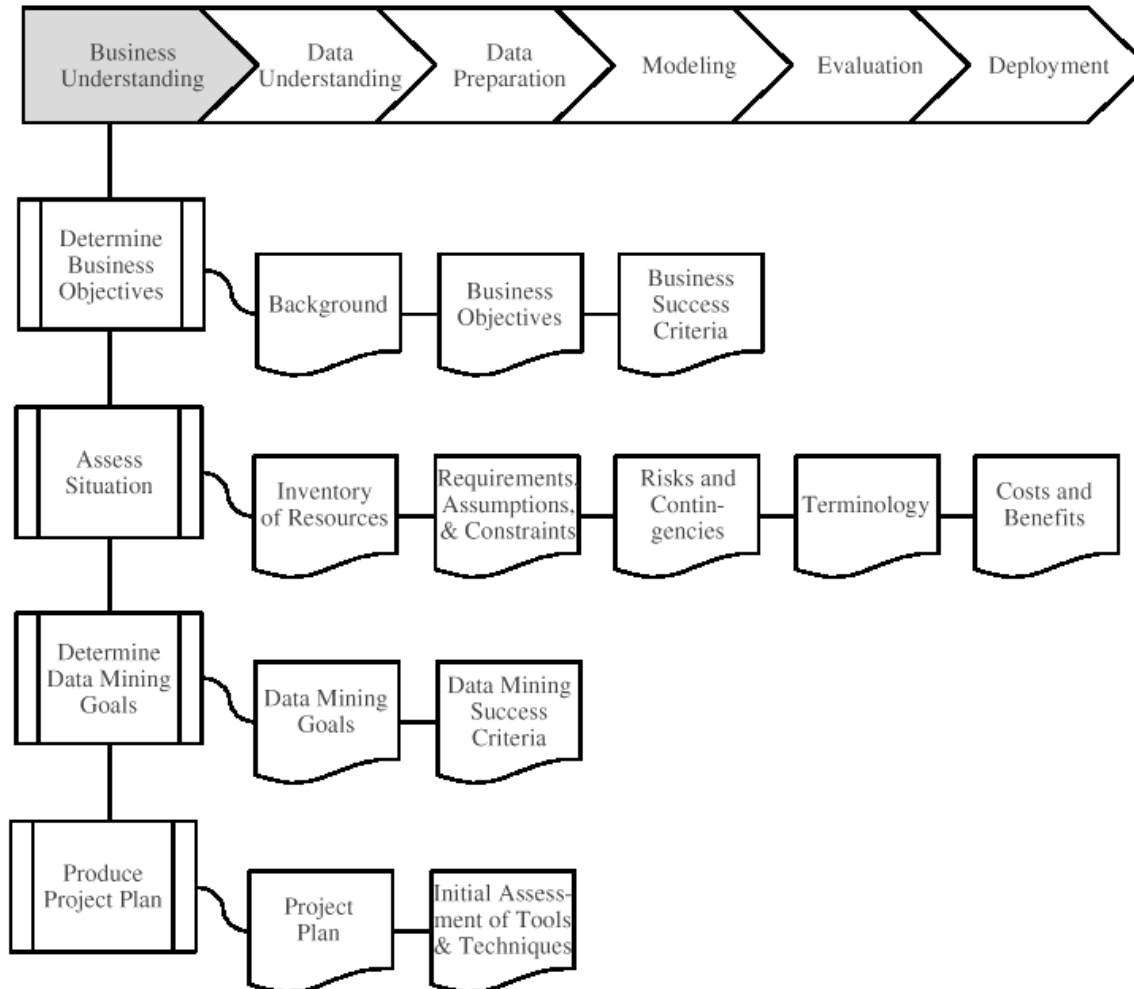 Business
Understanding
Data
Understanding
Data
Preparation
Modeling
Evaluation
Deployment
Determine
Business
Objectives
Background
Business
Objectives
Business
Success
Criteria
Assess
Situation
Inventory
of Resources
Requirements,
Assumptions,
& Constraints
Risks and
Contin-
gencies
Terminology
Costs and
Benefits
Determine
Data Mining
Goals
Data Mining
Goals
Data Mining
Success
Criteria
Produce
Project Plan
Project
Plan
Initial Assess-
ment of Tools
& Techniques